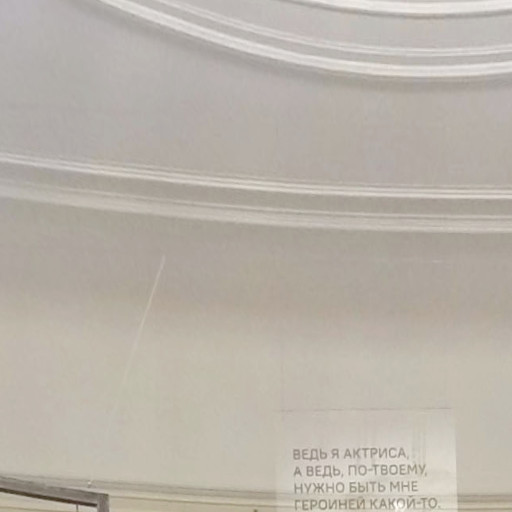 ВЕДЬ Я АКТРИСА,
А ВЕДЬ, ПО-ТВОЕМУ,
НУЖНО БЫТЬ МНЕ
ГЕРОИНЕЙ КАКОЙ-ТО.